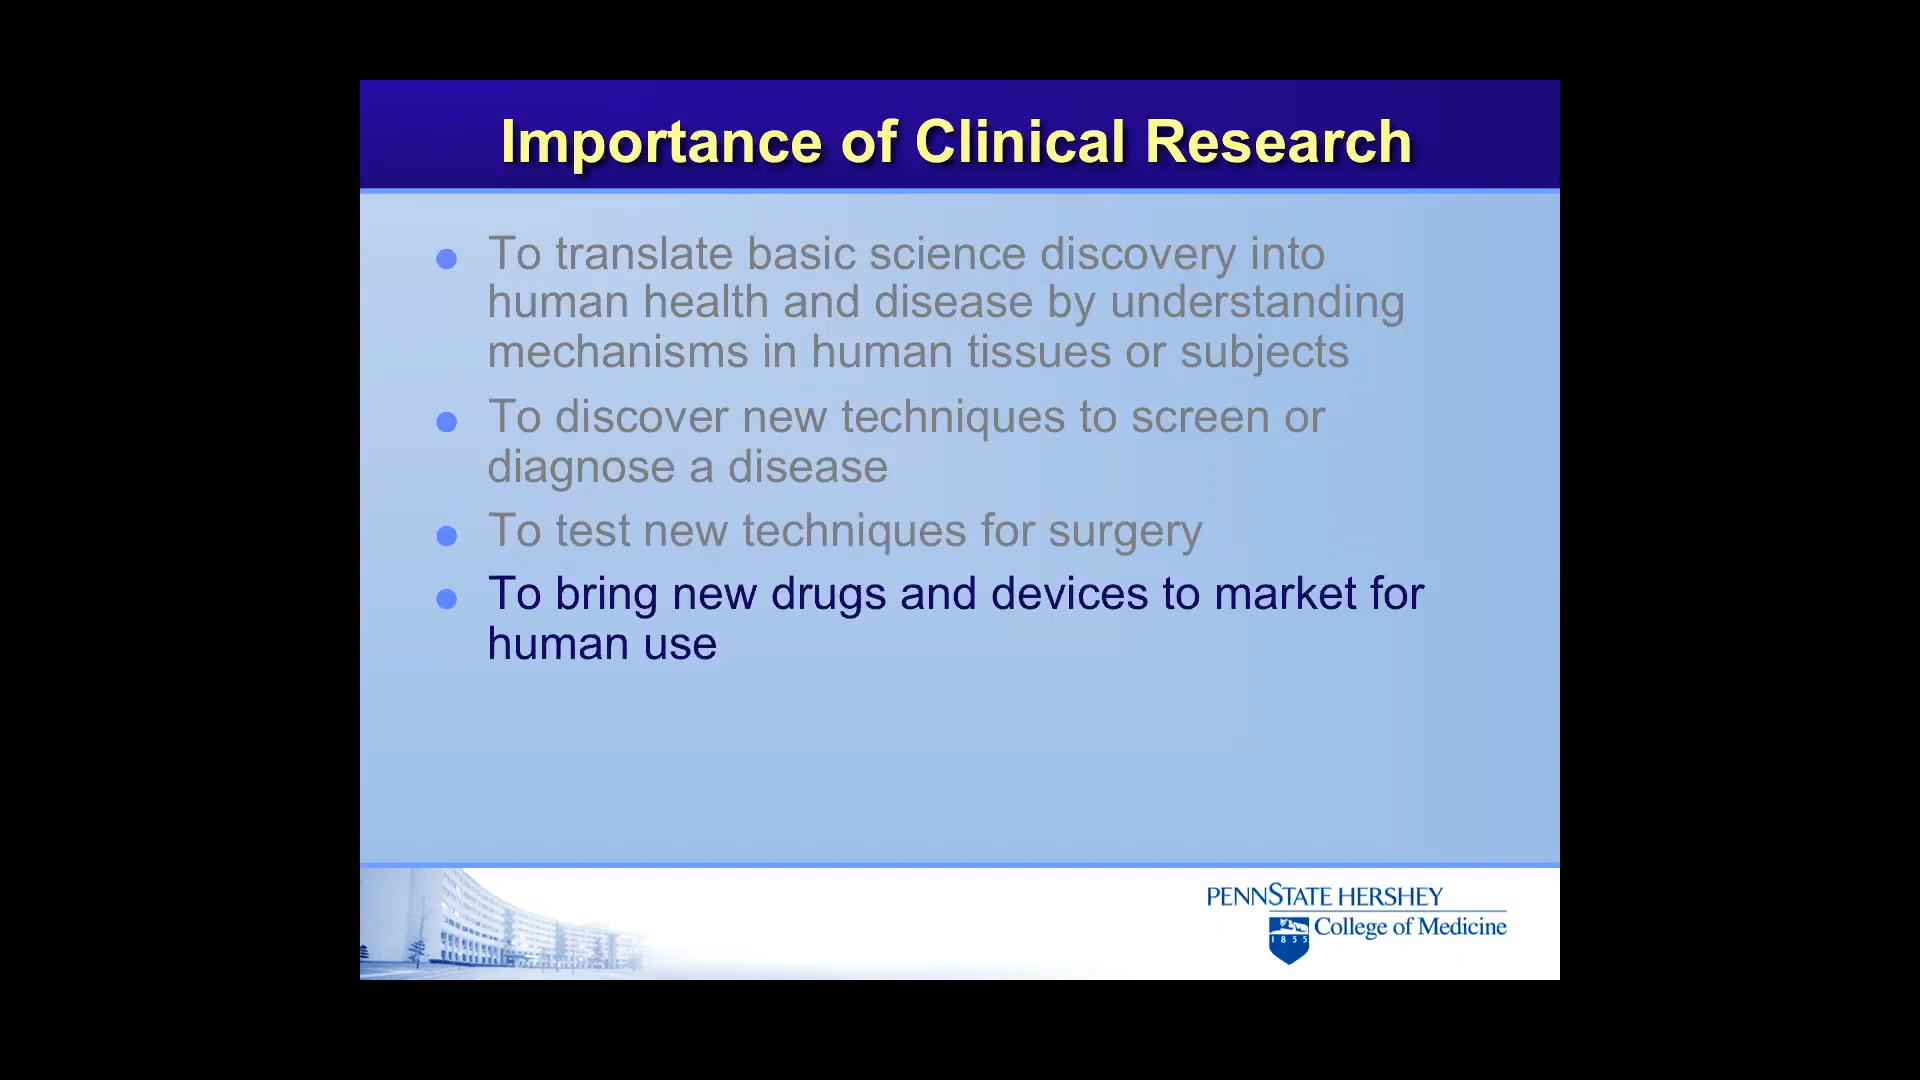 Importance of Clinical Research
To translate basic science discovery into
human health and disease by understanding
mechanisms in human tissues or subjects
To discover new techniques to screen or
diagnose a disease
To test new techniques for surgery
To bring new drugs and devices to market for
human use
PENNSTATE HERSHEY
College of Medicine
1855